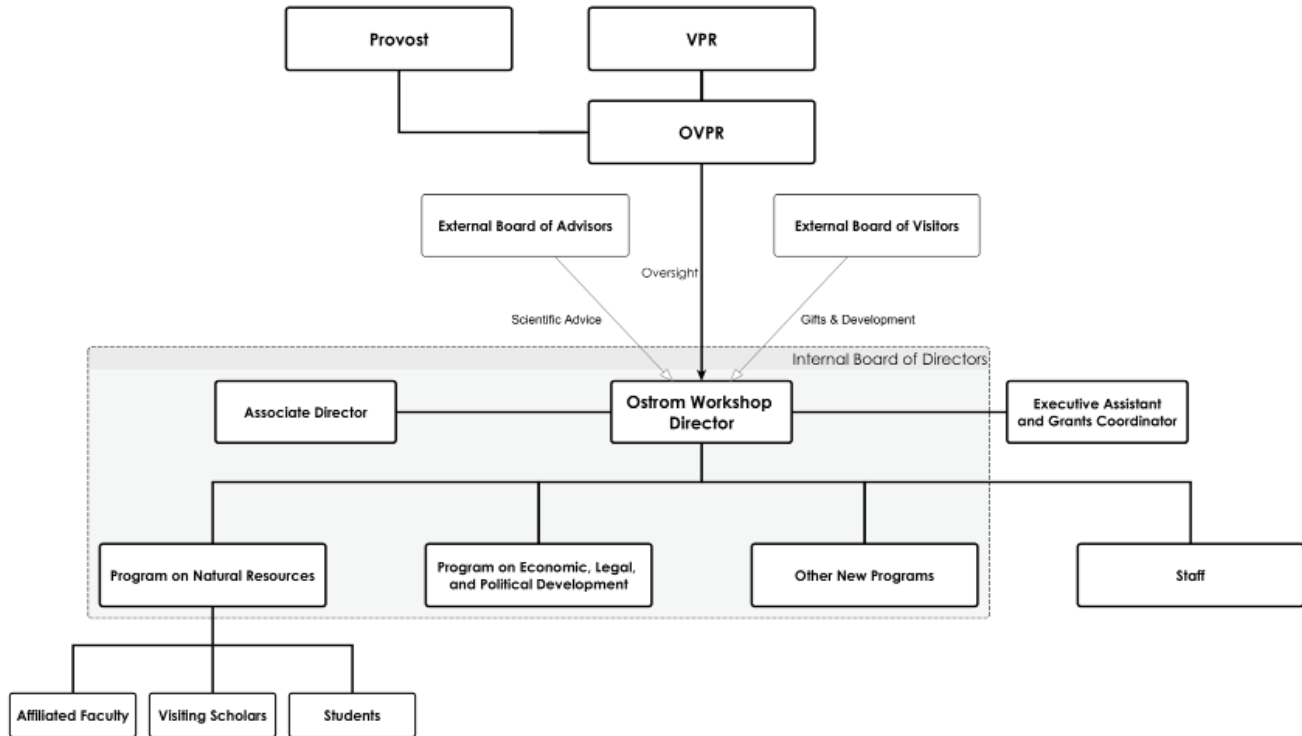 Provost
VPR
OVPR
External Board of Advisors
External Board of Visitors
Oversight
Scientific Advice
Gifts & Development
Internal Board of Directors
Associate Director
Ostrom Workshop
Director
Executive Assistant
and Grants Coordinator
Program on Natural Resources
Program on Economic, Legal,
and Political Development
Other New Programs
Staff
Affiliated Faculty
Visiting Scholars
Students